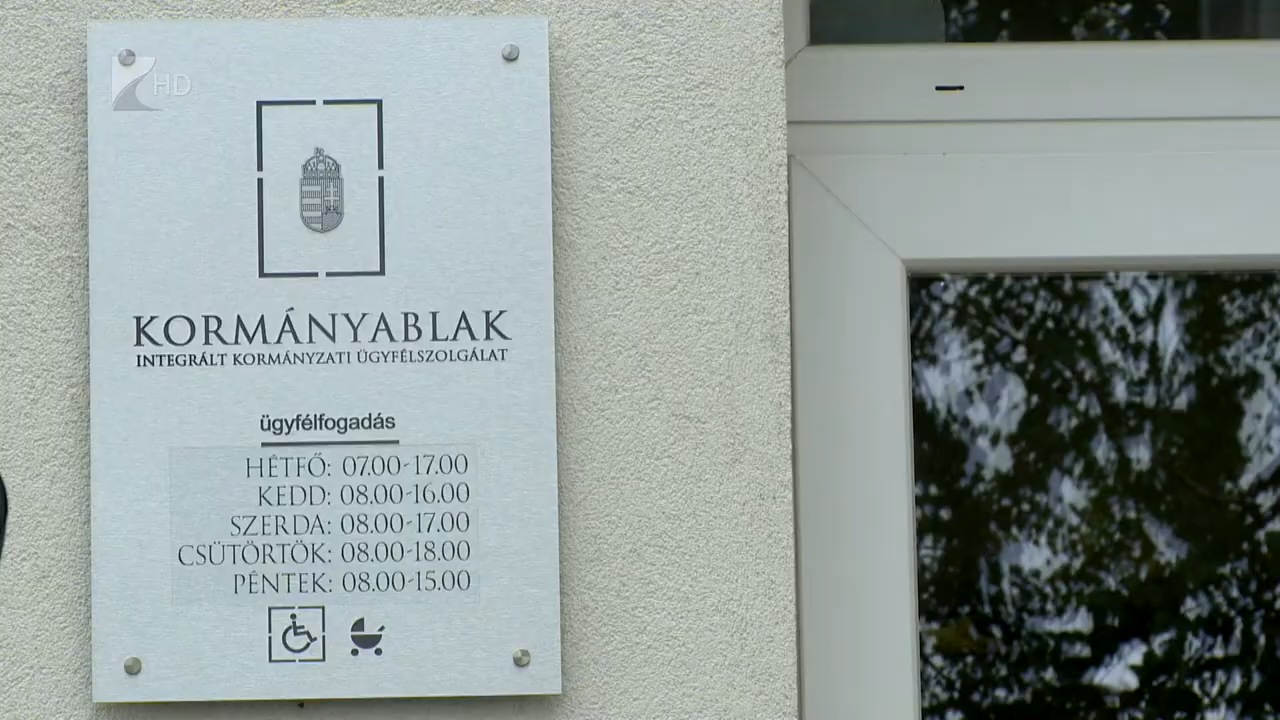 HD
KORMÁNYABLAK
INTEGRÁLT KORMÁNYZATI ÜGYFÉLSZOLGÁLAT
ügyfélfogadás
HÉTFŐ: 07.00-17.00
KEDD: 08.00-16.00
SZERDA: 08.00-17.00
CSÜTÖRTÖK: 08.00-18.00
PÉNTEK: 08.00-15.00